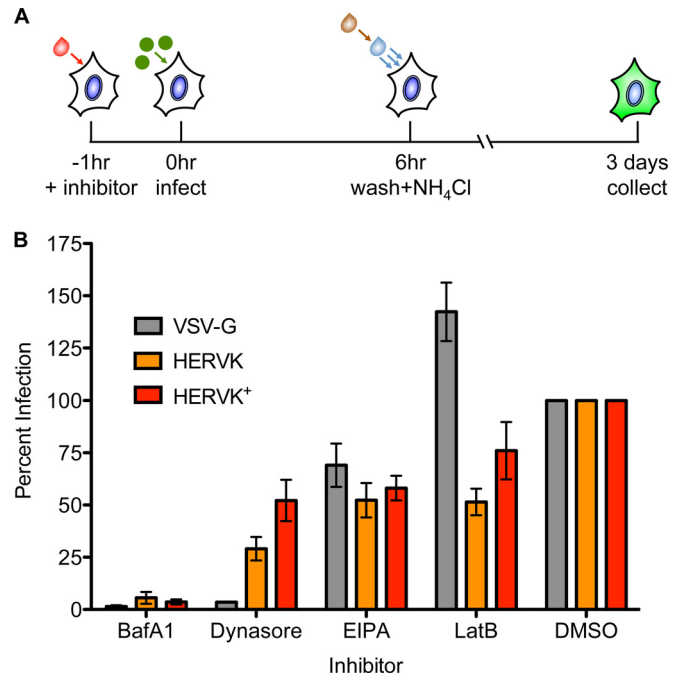 A
-1hr
+ inhibitor
0hr
infect
6hr
wash+NH₄Cl
3 days
collect
B
Percent Infection
175
150
125
100
75
50
25
0
VSV-G
HERVK
HERVK⁺
BafA1 Dynasore EIPA LatB DMSO
Inhibitor